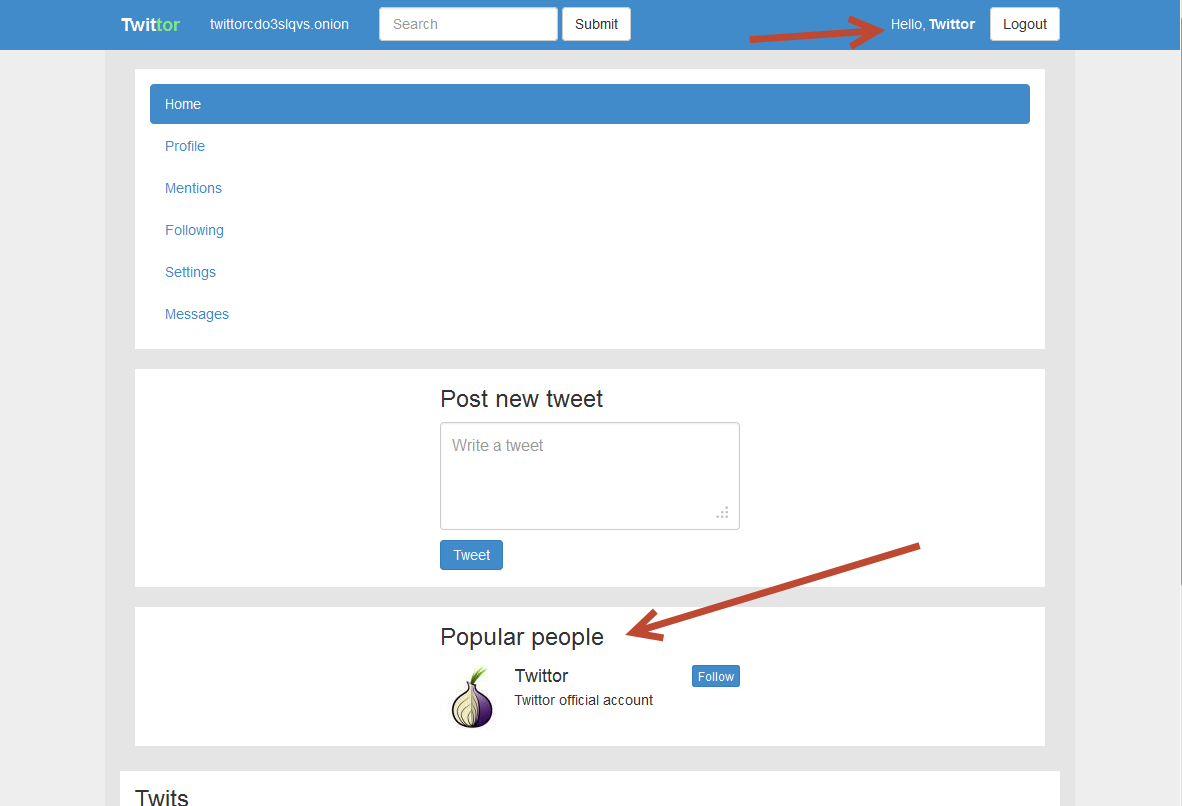 Twittor twittorcdo3slqvs.onion Search Submit Hello, Twittor Logout
Home
Profile
Mentions
Following
Settings
Messages
Post new tweet
Write a tweet
Tweet
Popular people
Twittor Follow
Twittor official account
Twits